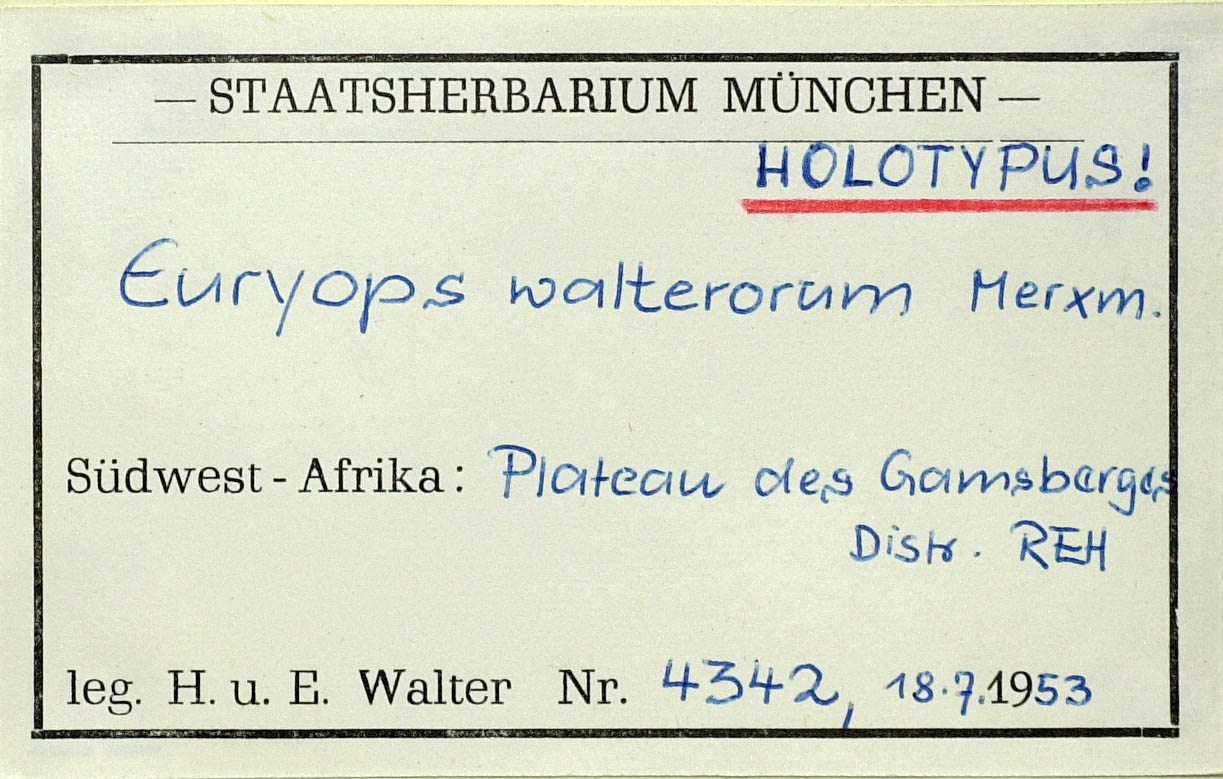 — STAATSHERBARIUM MÜNCHEN —
HOLOTYPUS!
Euryops walterorum Merxm.
Südwest - Afrika: Plateau des Gamsberges
Distr. REH
leg. H. u. E. Walter Nr. 4342, 18.7.1953